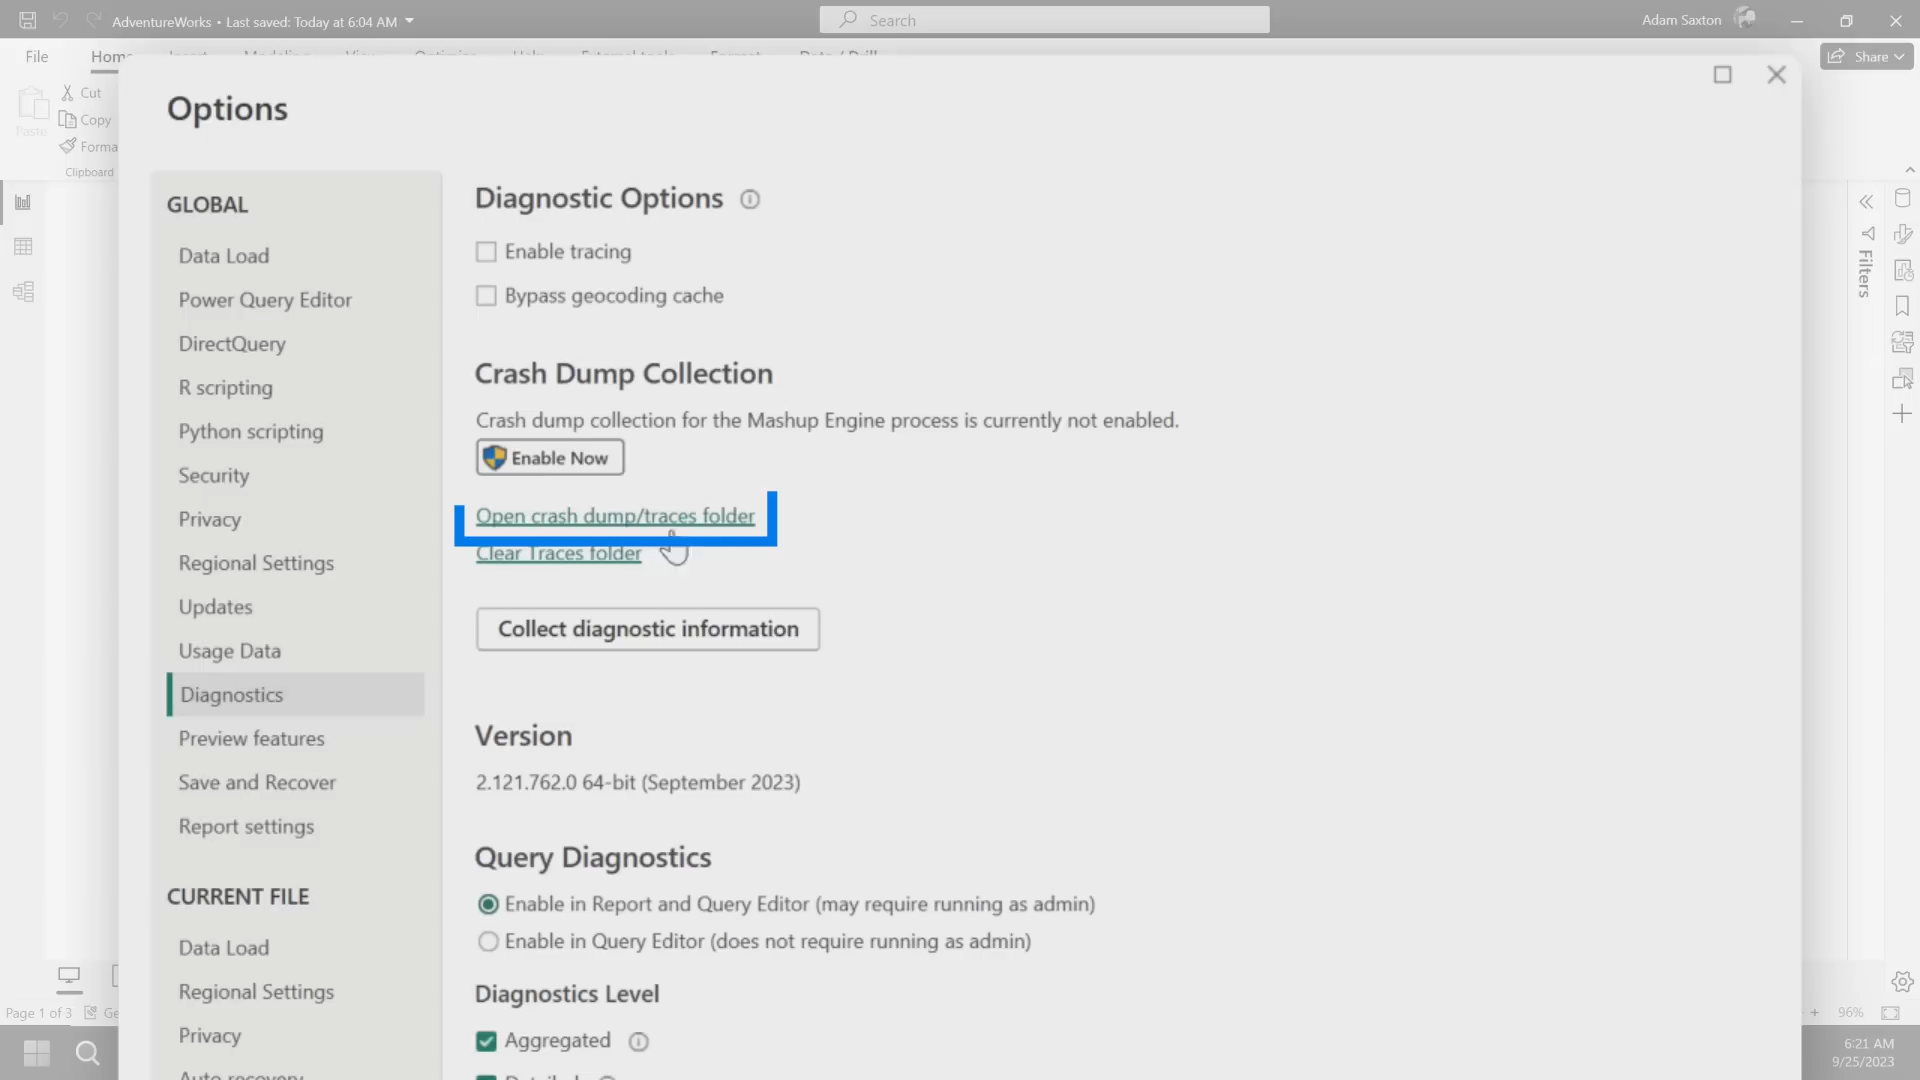 AdventureWorks • Last saved: Today at 6:04 AM
Search
Adam Saxton
File
Home
Share
Cut
Copy
Paste
Forma
Clipboard
Filters
Options
GLOBAL
Data Load
Power Query Editor
DirectQuery
R scripting
Python scripting
Security
Privacy
Regional Settings
Updates
Usage Data
Diagnostics
Preview features
Save and Recover
Report settings
CURRENT FILE
Data Load
Regional Settings
Privacy
Auto recovery
Diagnostic Options
Enable tracing
Bypass geocoding cache
Crash Dump Collection
Crash dump collection for the Mashup Engine process is currently not enabled.
Enable Now
Open crash dump/traces folder
Clear Traces folder
Collect diagnostic information
Version
2.121.762.0 64-bit (September 2023)
Query Diagnostics
Enable in Report and Query Editor (may require running as admin)
Enable in Query Editor (does not require running as admin)
Diagnostics Level
Aggregated
Page 1 of 3
Ge
96%
6:21 AM
9/25/2023